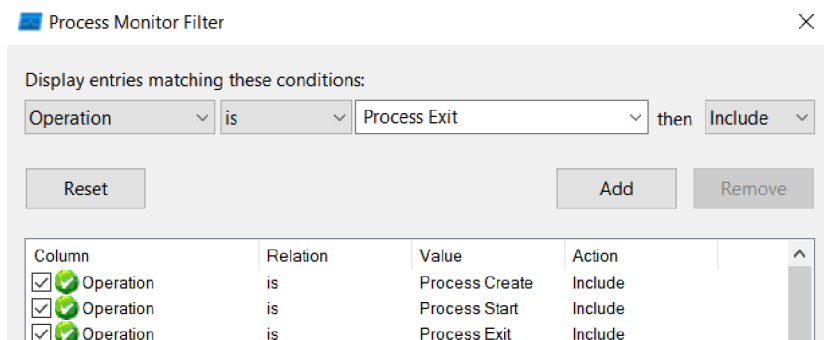 Process Monitor Filter
Display entries matching these conditions:
Operation is Process Exit then Include
Reset Add Remove
Column Relation Value Action
Operation is Process Create Include
Operation is Process Start Include
Operation is Process Exit Include